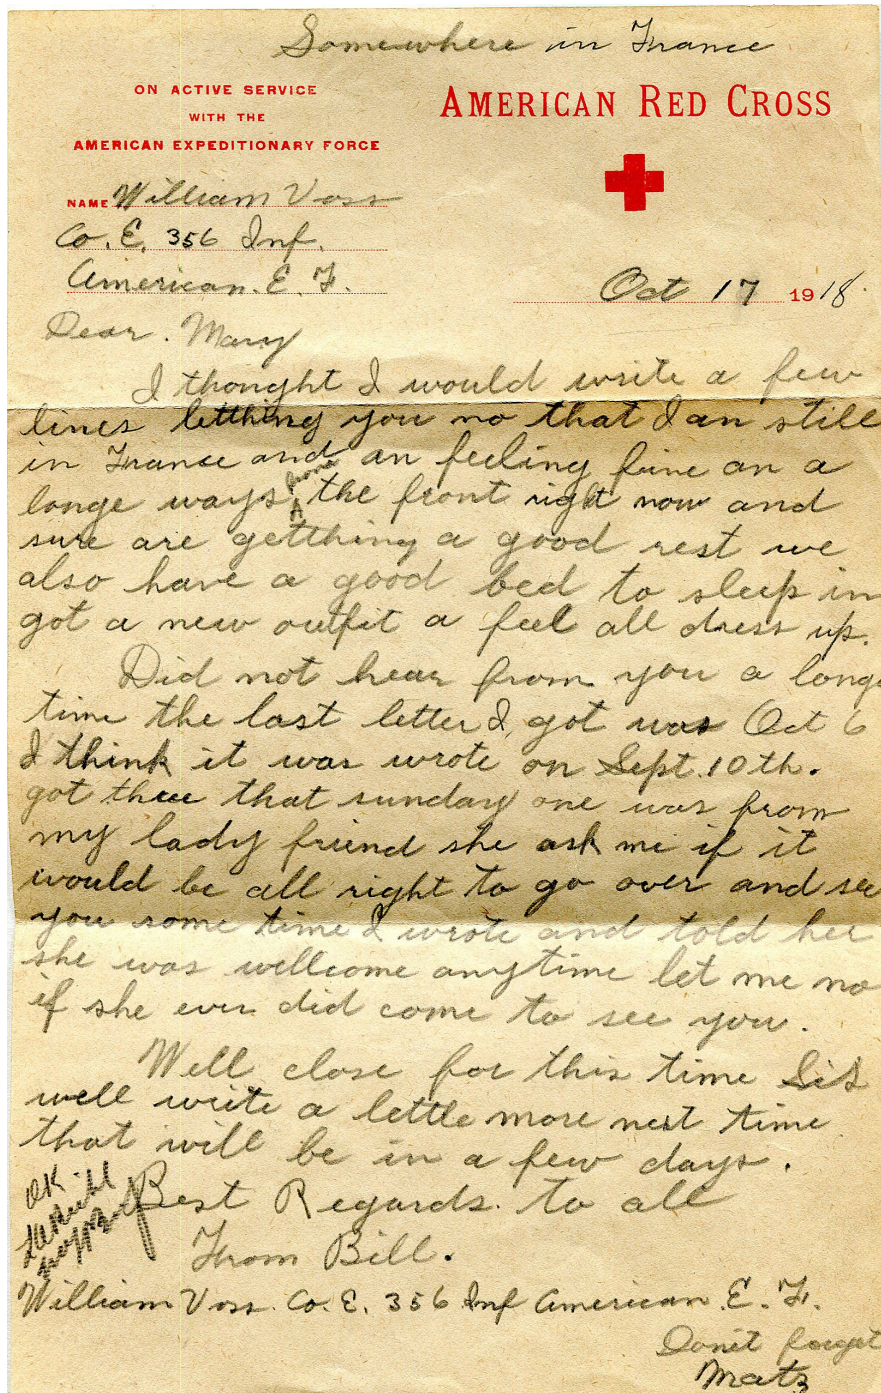 Somewhere in France
ON ACTIVE SERVICE
WITH THE
AMERICAN EXPEDITIONARY FORCE
AMERICAN RED CROSS
NAME William Voss
Co. E. 356 Inf.
American. E. F.
Oct 17 1918.
Dear. Mary
I thought I would write a few
lines letthing you no that I an still
in France and an feeling fine an a
longe ways from the front right now and
sure are getthing a good rest we
also have a good bed to sleep in
got a new outfit a feel all dress up.
Did not hear from you a longe
time the last letter I got was Oct 6
I think it was wrote on Sept. 10th.
got three that sunday one was from
my lady friend she ask me if it
would be all right to go over and see
you some time I wrote and told her
she was wellcome anytime let me no
if she ever did come to see you.
Well close for this time Sis
well write a lettle more next time
that will be in a few days.
Best Regards. to all
From Bill.
OK
William Voss. Co. E. 356 Inf American. E. F.
Donit forget
Matz